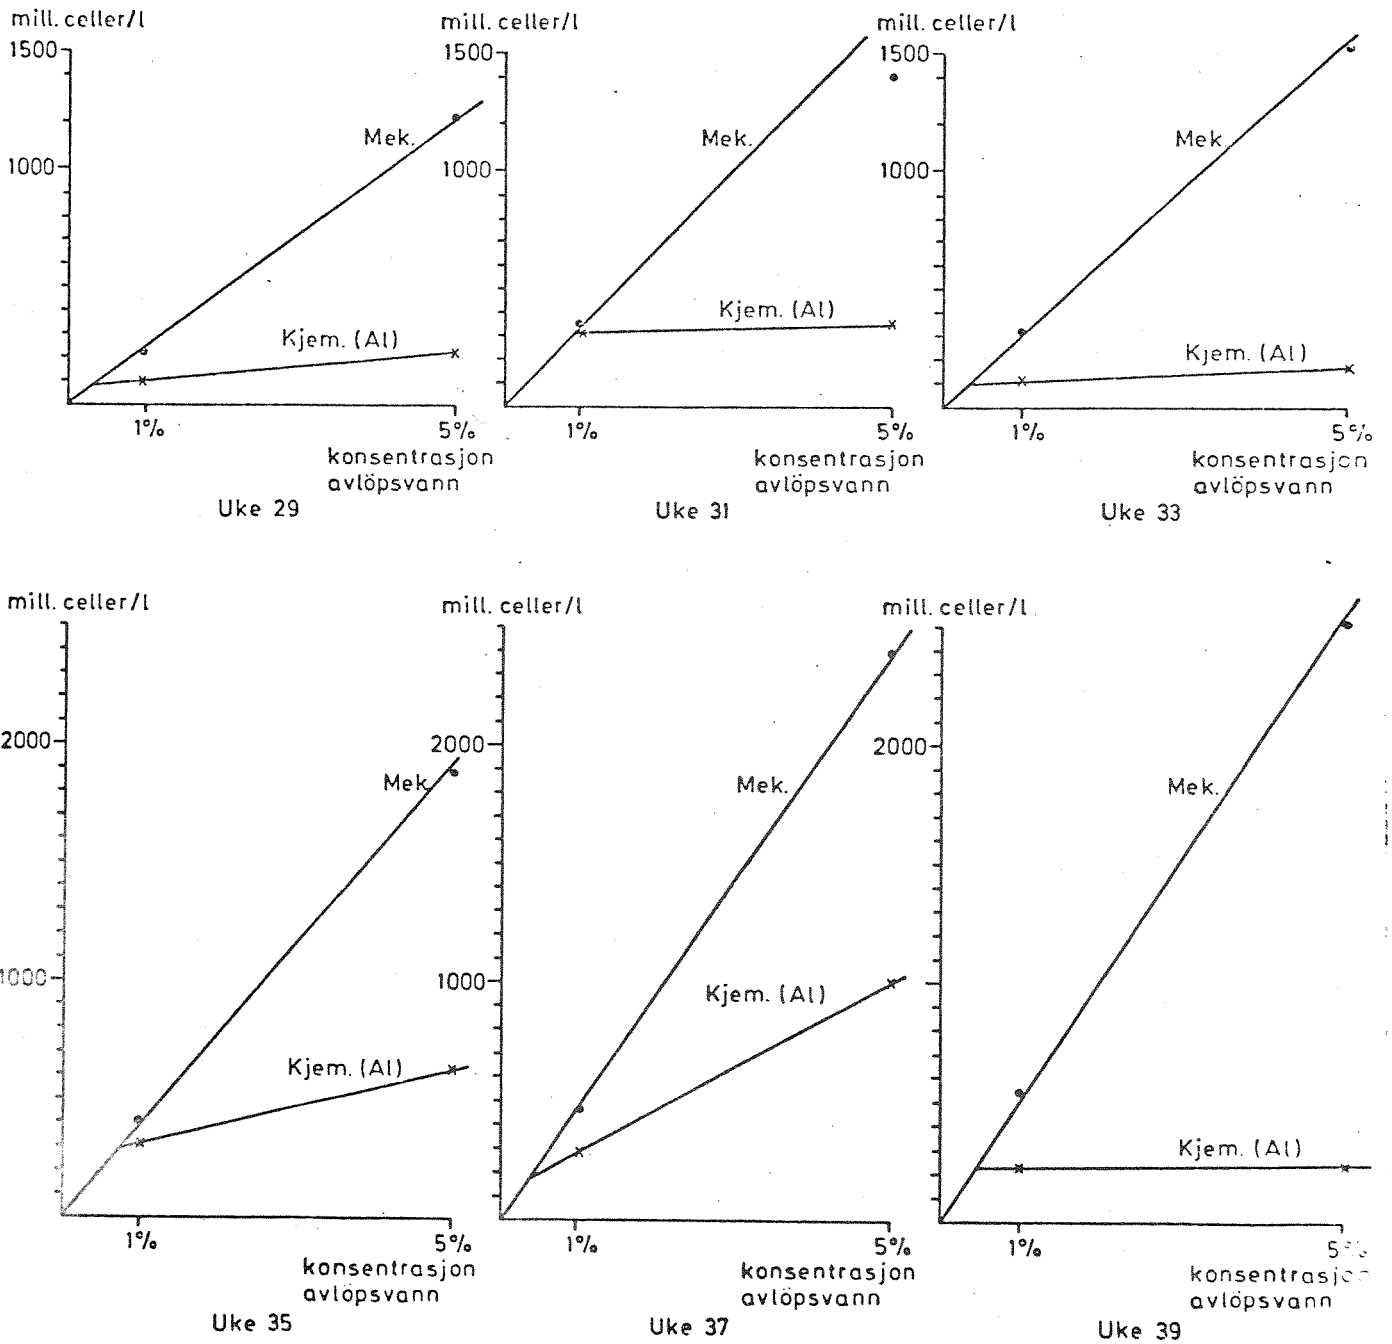 mill. celler/l
1500
1000
Mek.
Kjem. (Al)
1%
5%
konsentrasjon
avlöpsvann
Uke 29
mill. celler/l
1500
1000
Mek.
Kjem. (Al)
1%
5%
konsentrasjon
avlöpsvann
Uke 31
mill. celler/l
1500
1000
Mek.
Kjem. (Al)
1%
5%
konsentrasjon
avlöpsvann
Uke 33
mill. celler/l
2000
1000
Mek.
Kjem. (Al)
1%
5%
konsentrasjon
avlöpsvann
Uke 35
mill. celler/l
2000
1000
Mek.
Kjem. (Al)
1%
5%
konsentrasjon
avlöpsvann
Uke 37
mill. celler/l
2000
Mek.
Kjem. (Al)
1%
5%
konsentrasjon
avlöpsvann
Uke 39